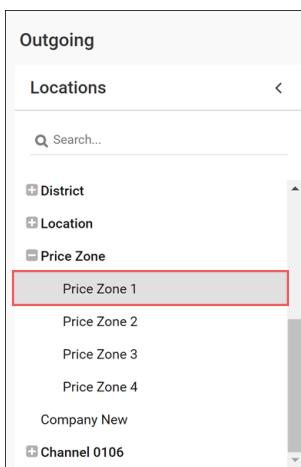 Outgoing
Locations
Search...
District
Location
Price Zone
Price Zone 1
Price Zone 2
Price Zone 3
Price Zone 4
Company New
Channel 0106